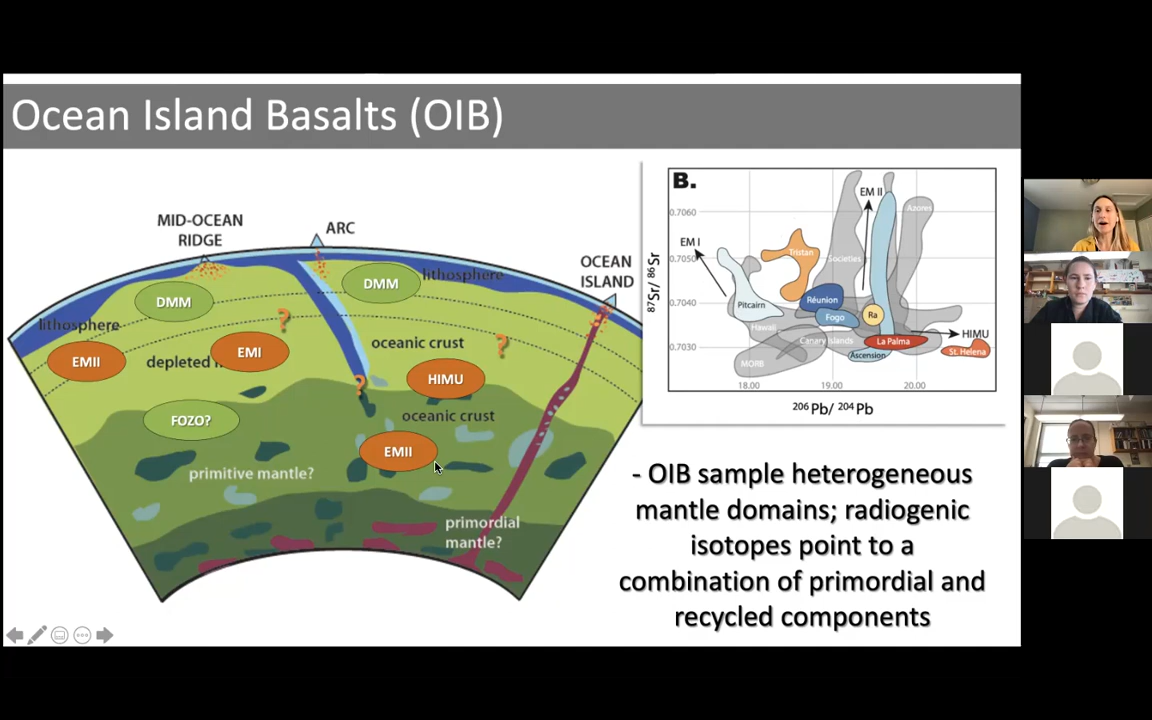 Ocean Island Basalts (OIB)
MID-OCEAN
RIDGE
ARC
OCEAN
ISLAND
DMM
DMM
lithosphere
lithosphere
EMII
depleted
EMI
?
?
?
oceanic crust
HIMU
FOZO?
oceanic crust
EMII
primitive mantle?
primordial
mantle?
B.
87Sr/ 86Sr
0.7060
0.7050
0.7040
0.7030
EM I
EM II
Azores
Tristan
Societies
Pitcairn
Réunion
Fogo
Ra
Hawaii
HIMU
Canary Islands
La Palma
MORB
Ascension
St. Helena
18.00
19.00
20.00
206Pb/ 204Pb
- OIB sample heterogeneous
mantle domains; radiogenic
isotopes point to a
combination of primordial and
recycled components